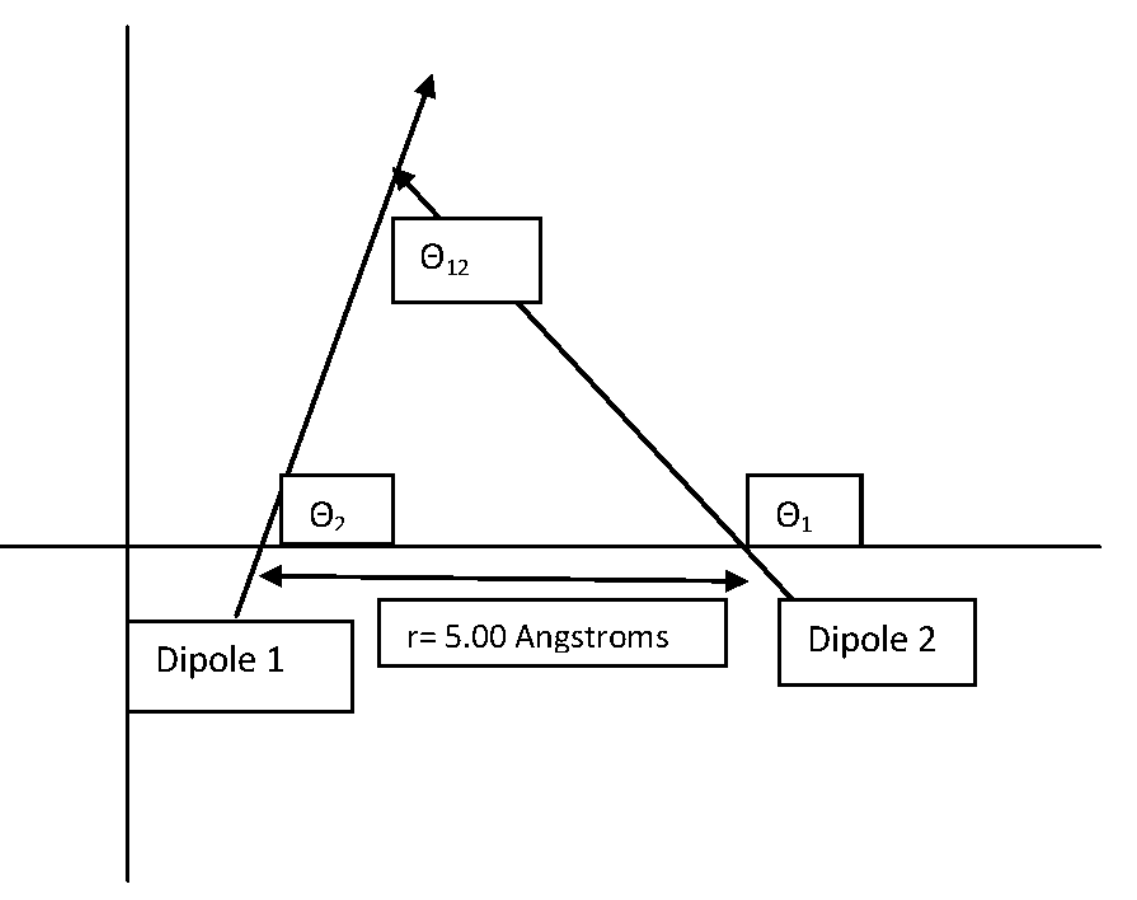 Θ₁₂
Θ₂
Θ₁
r= 5.00 Angstroms
Dipole 1
Dipole 2